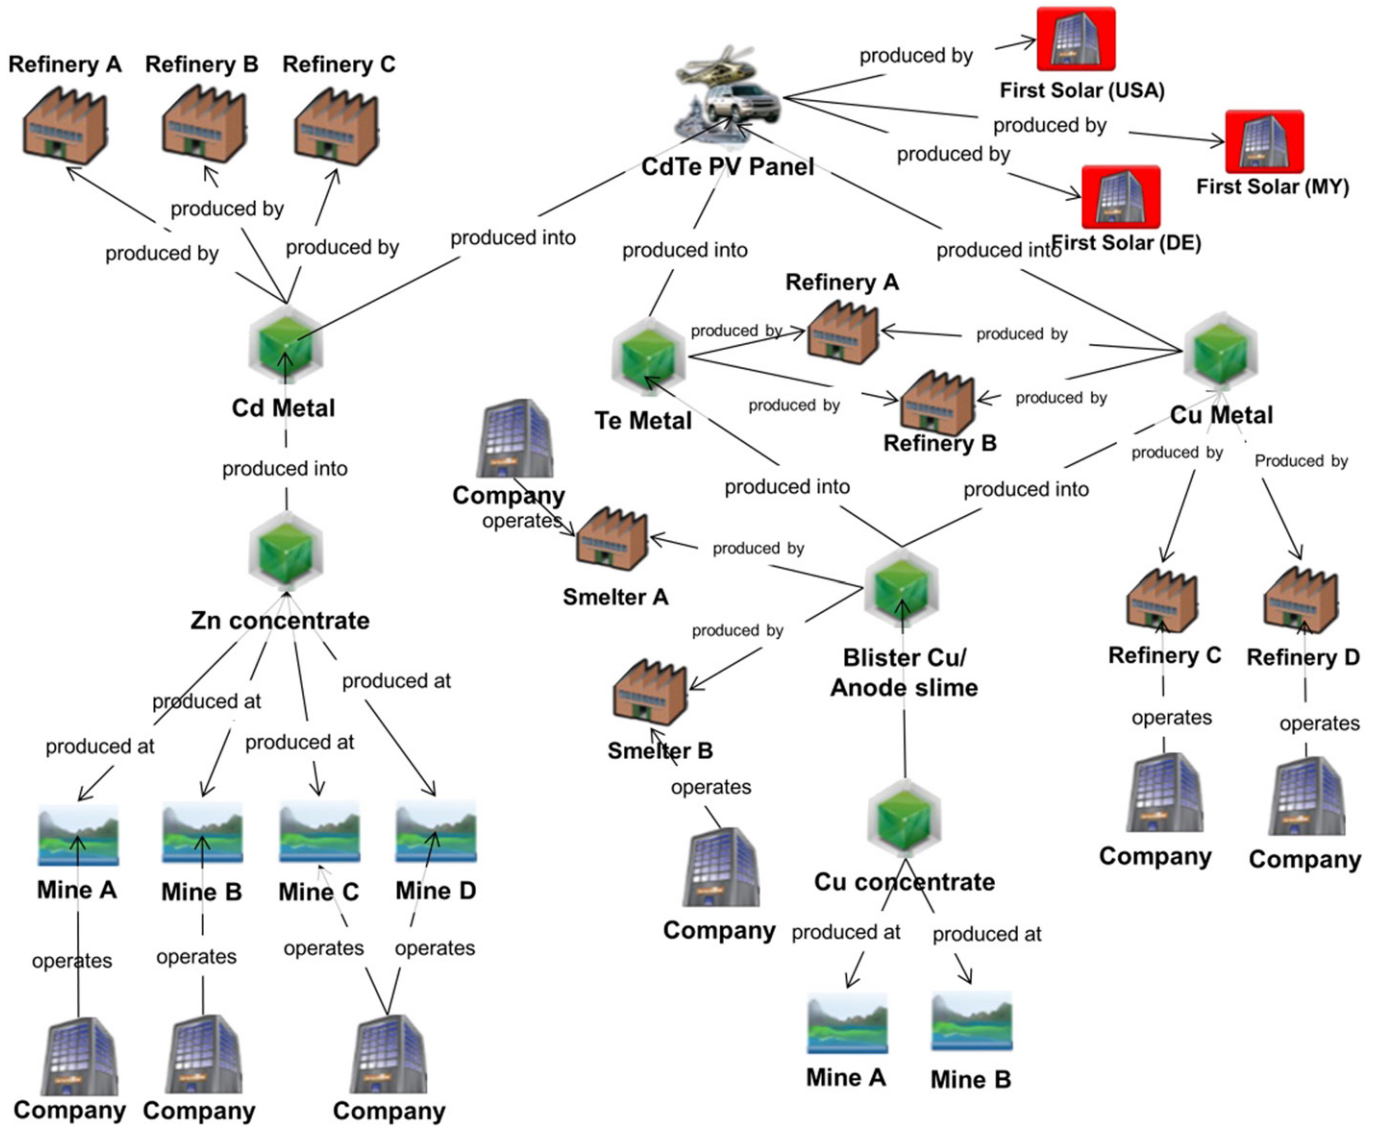 Refinery A
Refinery B
Refinery C
produced by
First Solar (USA)
produced by
First Solar (MY)
produced by
First Solar (DE)
CdTe PV Panel
produced by
produced by
produced by
produced into
produced into
produced into
Refinery A
produced by
produced by
Cd Metal
Te Metal
produced by
produced by
Cu Metal
Refinery B
produced by
Produced by
produced into
Company
operates
produced into
produced into
produced by
Smelter A
Zn concentrate
produced by
Blister Cu/
Anode slime
Refinery C
Refinery D
produced at
produced at
produced at
produced at
operates
operates
Smelter B
operates
Mine A
Mine B
Mine C
Mine D
Cu concentrate
Company
Company
Company
produced at
produced at
operates
operates
operates
operates
Mine A
Mine B
Company
Company
Company